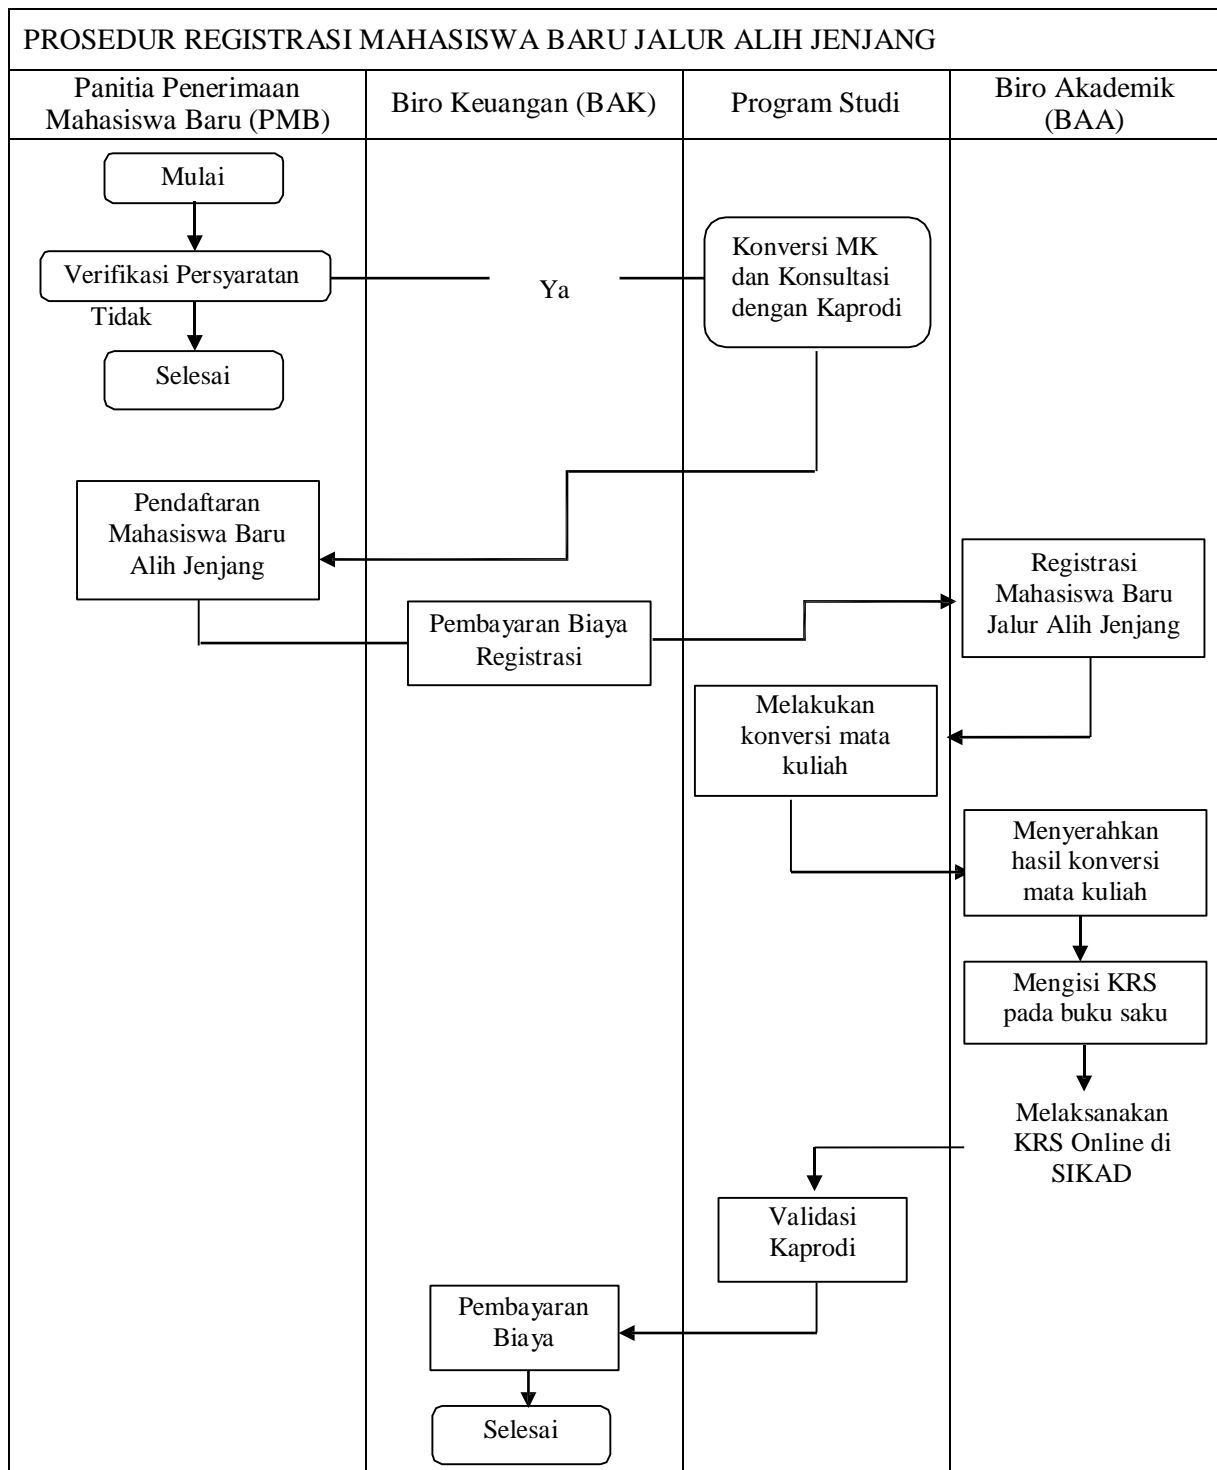 PROSEDUR REGISTRASI MAHASISWA BARU JALUR ALIH JENJANG
Panitia Penerimaan
Mahasiswa Baru (PMB)
Biro Keuangan (BAK)
Program Studi
Biro Akademik
(BAA)
Mulai
Verifikasi Persyaratan
Ya
Konversi MK
dan Konsultasi
dengan Kaprodi
Tidak
Selesai
Pendaftaran
Mahasiswa Baru
Alih Jenjang
Pembayaran Biaya
Registrasi
Registrasi
Mahasiswa Baru
Jalur Alih Jenjang
Melakukan
konversi mata
kuliah
Menyerahkan
hasil konversi
mata kuliah
Mengisi KRS
pada buku saku
Melaksanakan
KRS Online di
SIKAD
Validasi
Kaprodi
Pembayaran
Biaya
Selesai